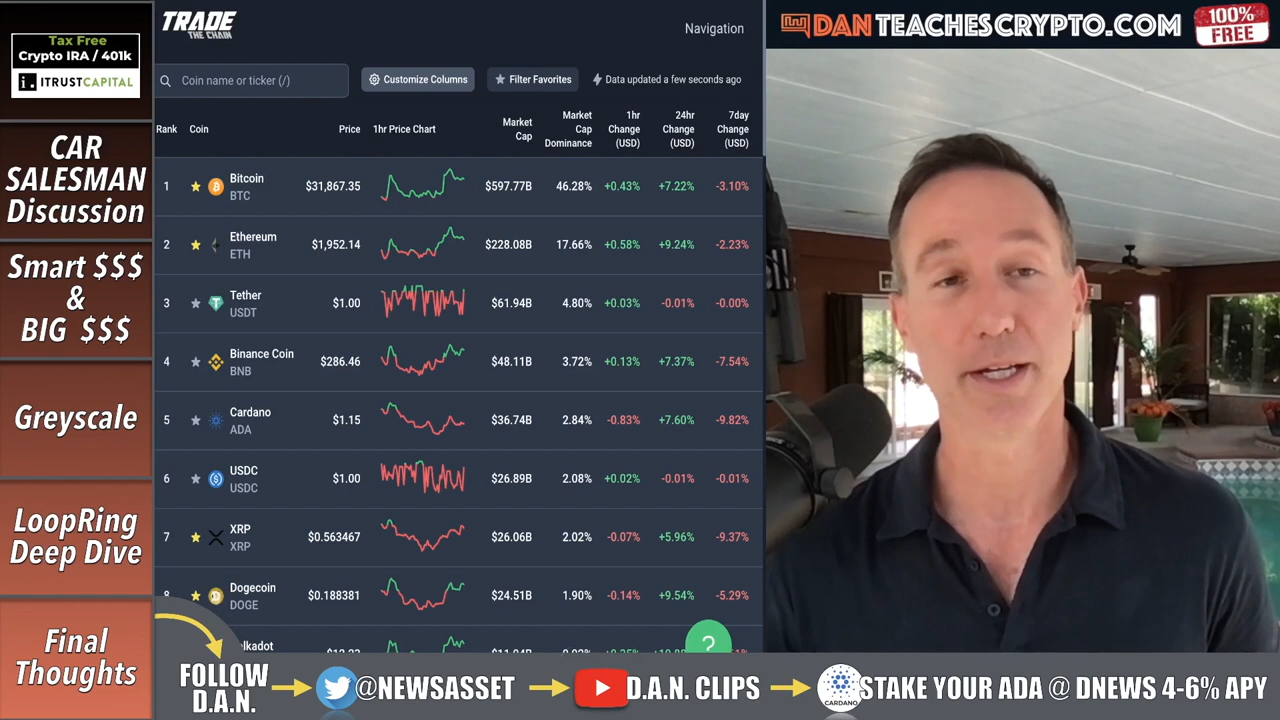 Tax Free
Crypto IRA / 401k
i. ITRUSTCAPITAL
CAR
SALESMAN
Discussion
Smart $$$
&
BIG $$$
Greyscale
LoopRing
Deep Dive
Final
Thoughts
TRADE
THE CHAIN
Navigation
Coin name or ticker (/)
Customize Columns
Filter Favorites
Data updated a few seconds ago
Rank Coin Price 1hr Price Chart Market Cap Market Cap Dominance 1hr Change (USD) 24hr Change (USD) 7day Change (USD)
1 Bitcoin BTC $31,867.35 $597.77B 46.28% +0.43% +7.22% -3.10%
2 Ethereum ETH $1,952.14 $228.08B 17.66% +0.58% +9.24% -2.23%
3 Tether USDT $1.00 $61.94B 4.80% +0.03% -0.01% -0.00%
4 Binance Coin BNB $286.46 $48.11B 3.72% +0.13% +7.37% -7.54%
5 Cardano ADA $1.15 $36.74B 2.84% -0.83% +7.60% -9.82%
6 USDC USDC $1.00 $26.89B 2.08% +0.02% -0.01% -0.01%
7 XRP XRP $0.563467 $26.06B 2.02% -0.07% +5.96% -9.37%
8 Dogecoin DOGE $0.188381 $24.51B 1.90% -0.14% +9.54% -5.29%
lkadot
?
DAN TEACHESCRYPTO.COM
100%
FREE
FOLLOW
D.A.N.
@NEWSASSET
D.A.N. CLIPS
CARDANO
STAKE YOUR ADA @ DNEWS 4-6% APY